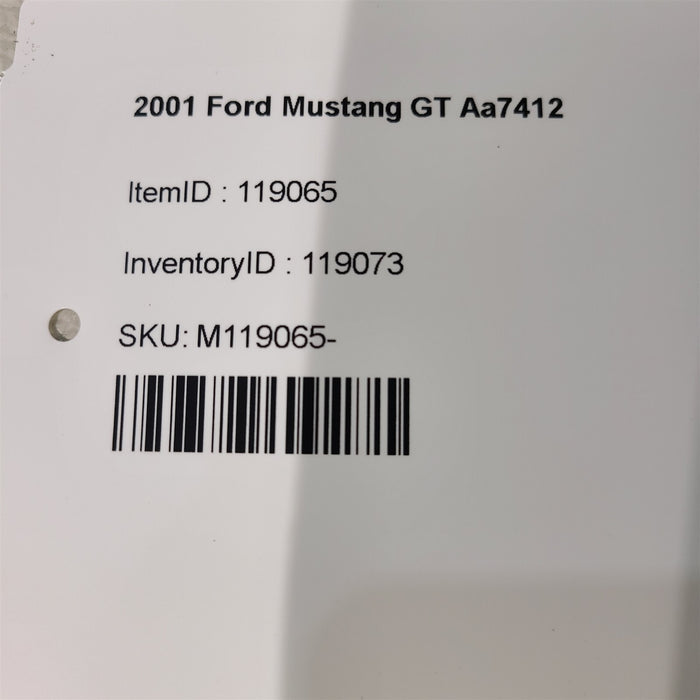 2001 Ford Mustang GT Aa7412
ItemID : 119065
InventoryID : 119073
SKU: M119065-